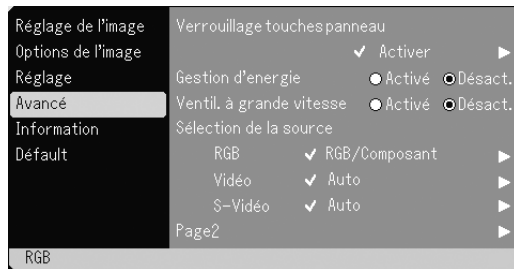 Réglage de l'image
Options de l'image
Réglage
Avancé
Information
Défault
Verrouillage touches panneau
✓ Activer ▶
Gestion d'energie Activé Désact.
Ventil. à grande vitesse Activé Désact.
Sélection de la source
RGB ✓ RGB/Composant ▶
Vidéo ✓ Auto ▶
S-Vidéo ✓ Auto ▶
Page2 ▶
RGB